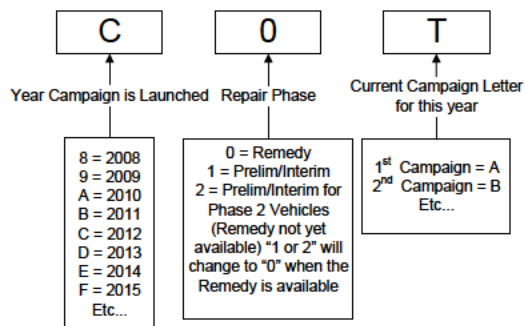 C
0
T
Year Campaign is Launched
Repair Phase
Current Campaign Letter
for this year
8 = 2008
9 = 2009
A = 2010
B = 2011
C = 2012
D = 2013
E = 2014
F = 2015
Etc...
0 = Remedy
1 = Prelim/Interim
2 = Prelim/Interim for
Phase 2 Vehicles
(Remedy not yet
available) “1 or 2” will
change to “0” when the
Remedy is available
1st Campaign = A
2nd Campaign = B
Etc...